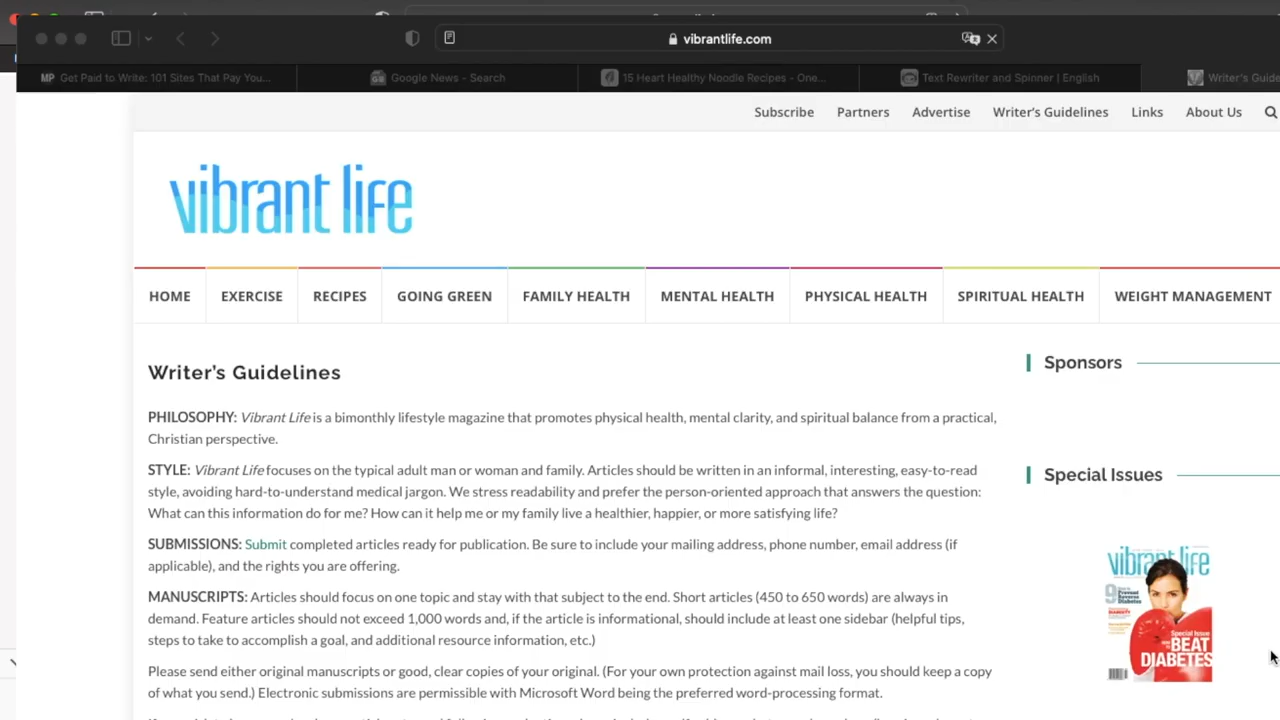 vibrantlife.com
MP Get Paid to Write: 101 Sites That Pay You...
Google News - Search
15 Heart Healthy Noodle Recipes - One...
Text Rewriter and Spinner | English
Writer's Guide
Subscribe Partners Advertise Writer's Guidelines Links About Us
vibrant life
HOME EXERCISE RECIPES GOING GREEN FAMILY HEALTH MENTAL HEALTH PHYSICAL HEALTH SPIRITUAL HEALTH WEIGHT MANAGEMENT
Writer's Guidelines
PHILOSOPHY: Vibrant Life is a bimonthly lifestyle magazine that promotes physical health, mental clarity, and spiritual balance from a practical,
Christian perspective.
STYLE: Vibrant Life focuses on the typical adult man or woman and family. Articles should be written in an informal, interesting, easy-to-read
style, avoiding hard-to-understand medical jargon. We stress readability and prefer the person-oriented approach that answers the question:
What can this information do for me? How can it help me or my family live a healthier, happier, or more satisfying life?
SUBMISSIONS: Submit completed articles ready for publication. Be sure to include your mailing address, phone number, email address (if
applicable), and the rights you are offering.
MANUSCRIPTS: Articles should focus on one topic and stay with that subject to the end. Short articles (450 to 650 words) are always in
demand. Feature articles should not exceed 1,000 words and, if the article is informational, should include at least one sidebar (helpful tips,
steps to take to accomplish a goal, and additional resource information, etc.)
Please send either original manuscripts or good, clear copies of your original. (For your own protection against mail loss, you should keep a copy
of what you send.) Electronic submissions are permissible with Microsoft Word being the preferred word-processing format.
Sponsors
Special Issues
vibrant life
9
Special Issue
BEAT
DIABETES